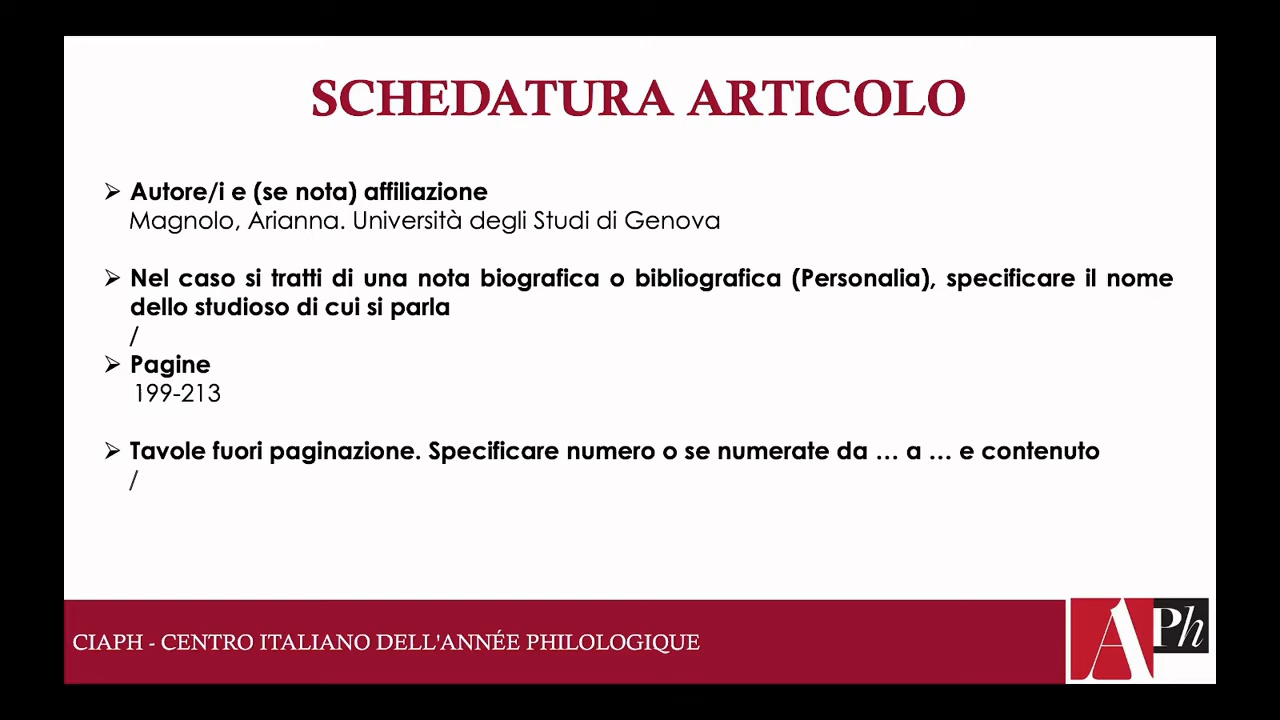 SCHEDATURA ARTICOLO
➢ Autore/i e (se nota) affiliazione
Magnolo, Arianna. Università degli Studi di Genova
➢ Nel caso si tratti di una nota biografica o bibliografica (Personalia), specificare il nome
dello studioso di cui si parla
/
➢ Pagine
199-213
➢ Tavole fuori paginazione. Specificare numero o se numerate da … a … e contenuto
/
CIAPH - CENTRO ITALIANO DELL'ANNÉE PHILOLOGIQUE
APh